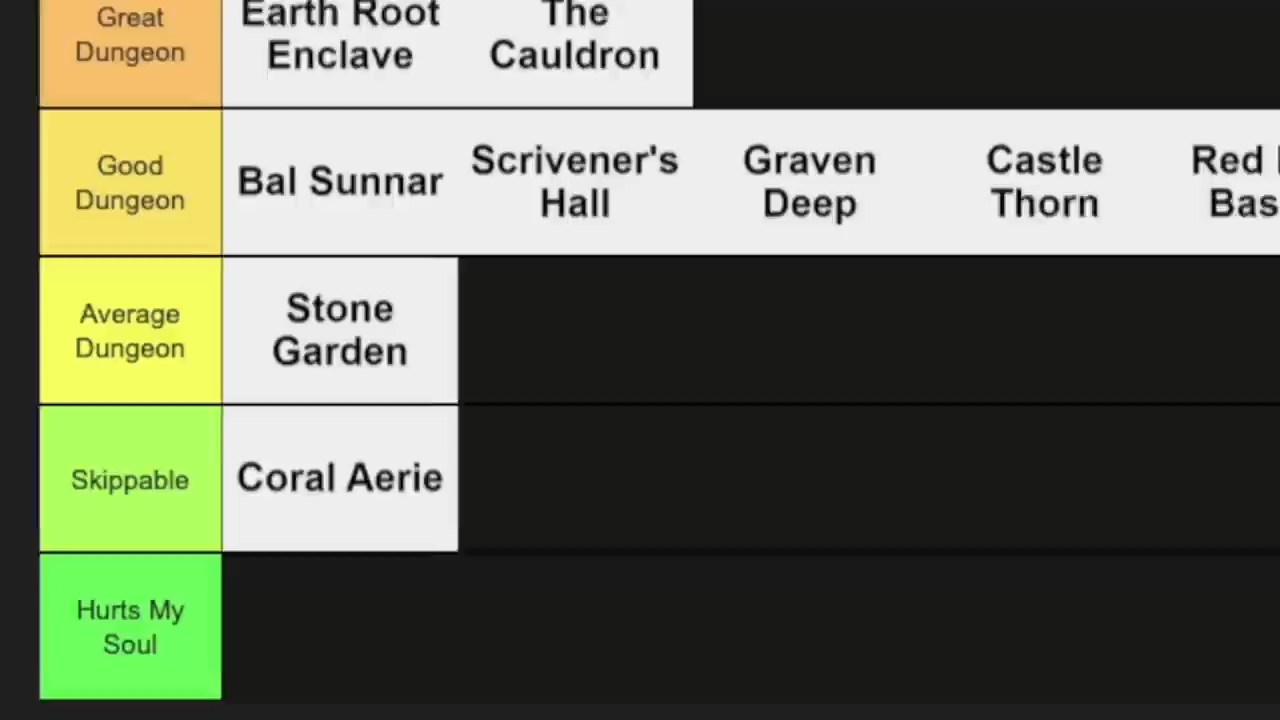 Great
Dungeon
Earth Root
Enclave
The
Cauldron
Good
Dungeon
Bal Sunnar
Scrivener's
Hall
Graven
Deep
Castle
Thorn
Red
Average
Dungeon
Stone
Garden
Skippable
Coral Aerie
Hurts My
Soul